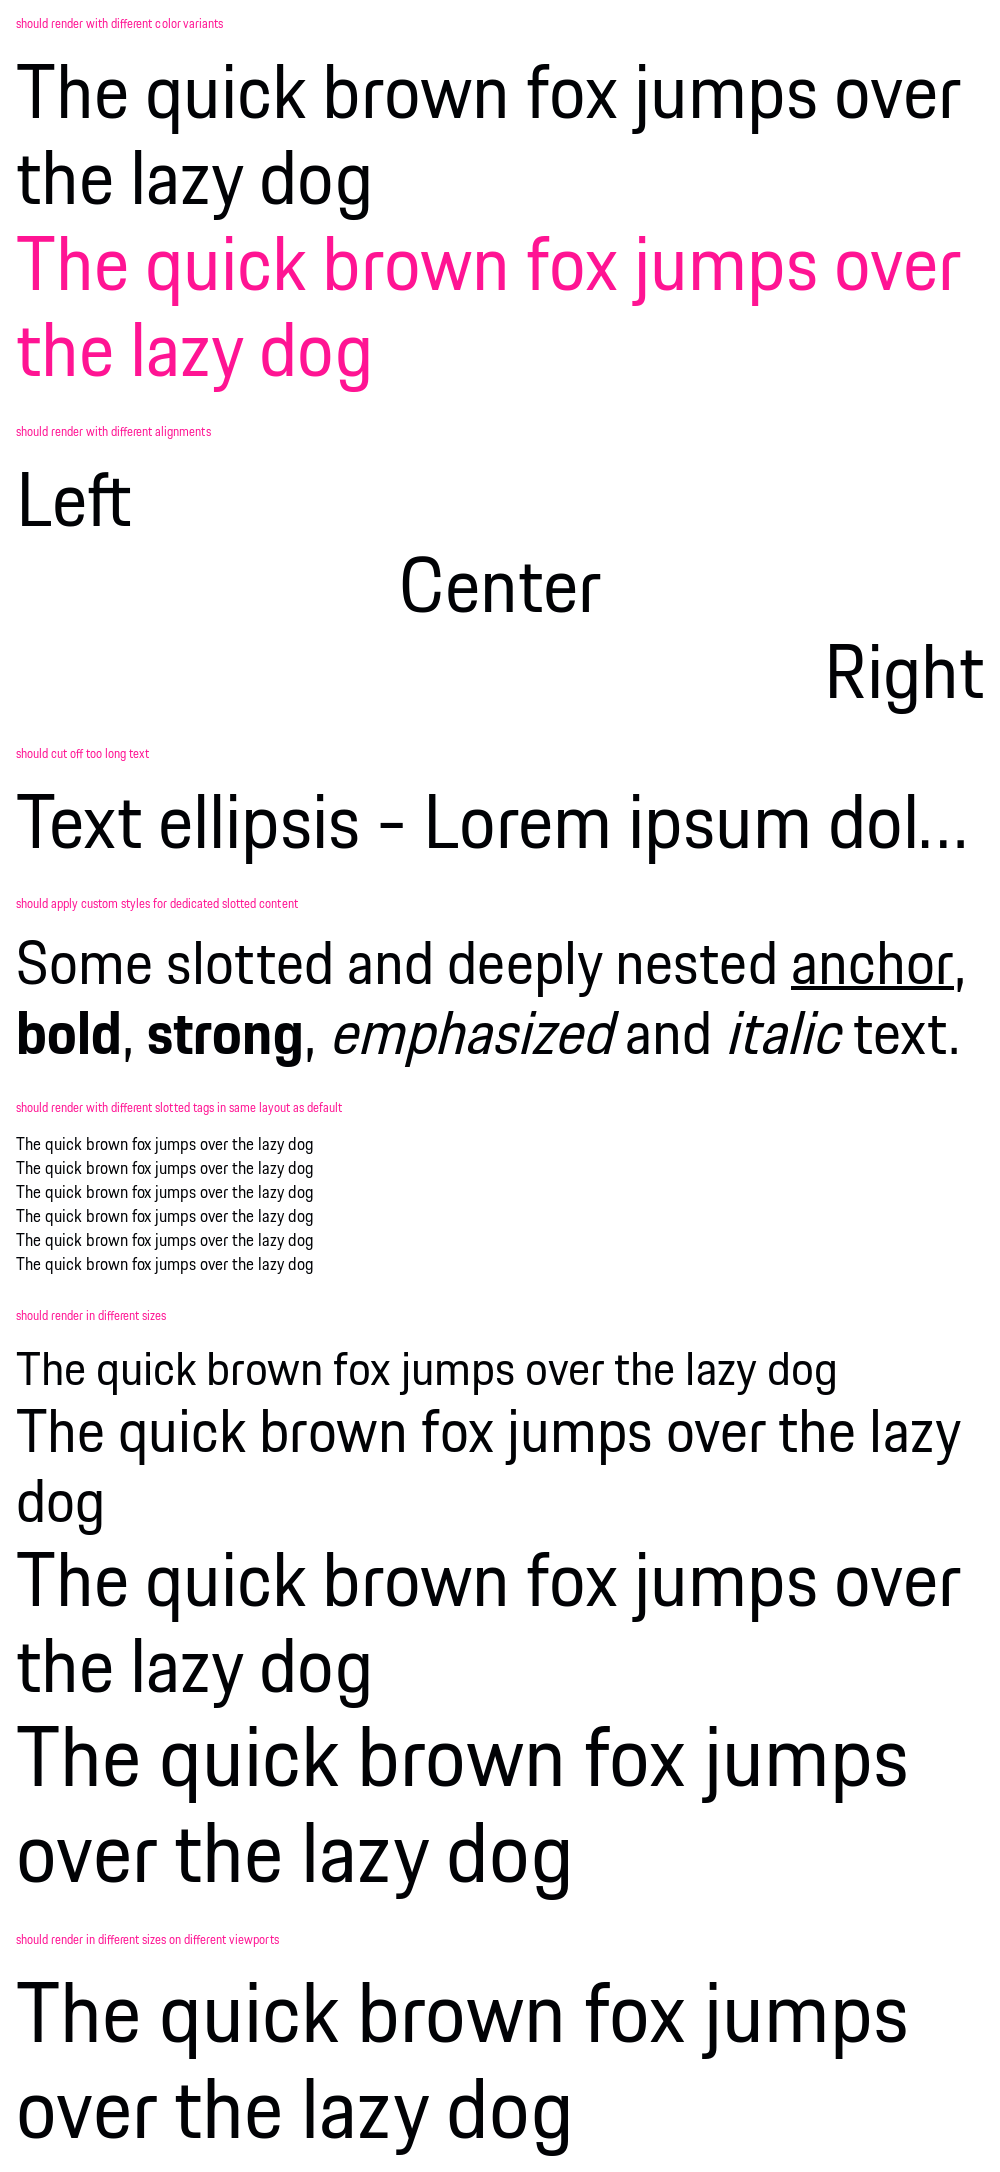 should render with different color variants
The quick brown fox jumps over
the lazy dog
The quick brown fox jumps over
the lazy dog
should render with different alignments
Left
Center
Right
should cut off too long text
Text ellipsis - Lorem ipsum dol…
should apply custom styles for dedicated slotted content
Some slotted and deeply nested anchor,
bold, strong, emphasized and italic text.
should render with different slotted tags in same layout as default
The quick brown fox jumps over the lazy dog
The quick brown fox jumps over the lazy dog
The quick brown fox jumps over the lazy dog
The quick brown fox jumps over the lazy dog
The quick brown fox jumps over the lazy dog
The quick brown fox jumps over the lazy dog
should render in different sizes
The quick brown fox jumps over the lazy dog
The quick brown fox jumps over the lazy
dog
The quick brown fox jumps over
the lazy dog
The quick brown fox jumps
over the lazy dog
should render in different sizes on different viewports
The quick brown fox jumps
over the lazy dog